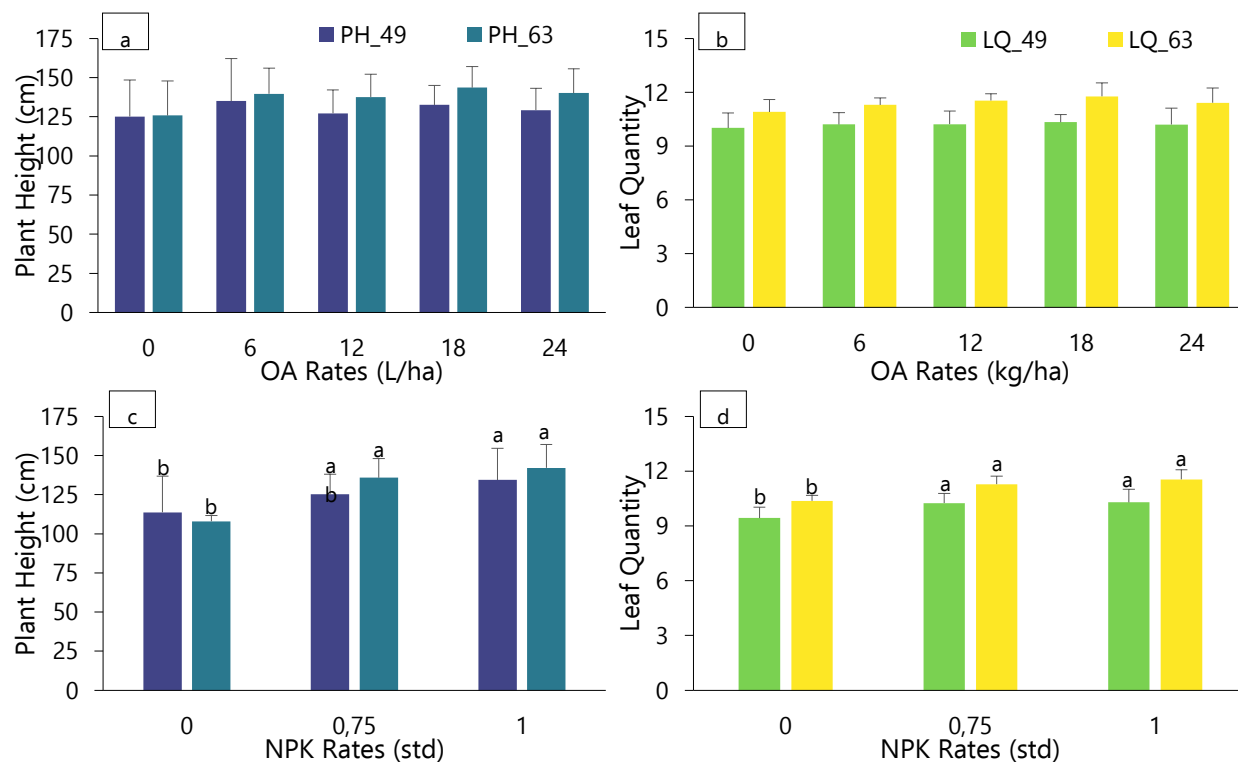 a
PH_49
PH_63
175
150
125
100
75
50
25
0
Plant Height (cm)
0
6
12
18
24
OA Rates (L/ha)
b
LQ_49
LQ_63
15
12
9
6
3
0
Leaf Quantity
0
6
12
18
24
OA Rates (kg/ha)
c
175
150
125
100
75
50
25
0
Plant Height (cm)
b
b
a
b
a
a
a
0
0,75
1
NPK Rates (std)
d
15
12
9
6
3
0
Leaf Quantity
b
b
a
a
a
a
0
0,75
1
NPK Rates (std)